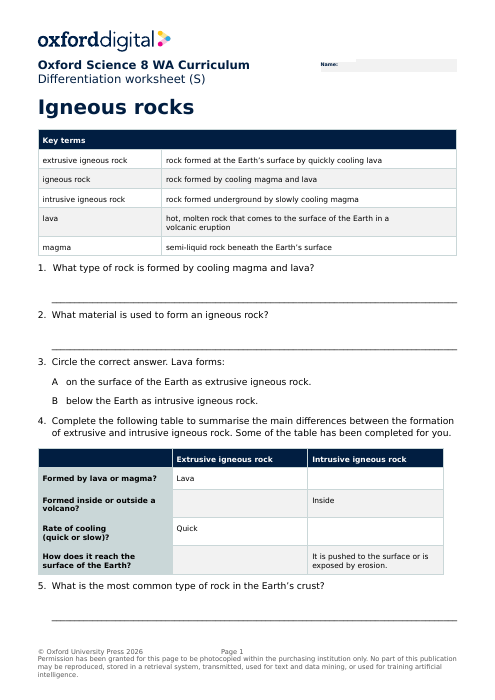 oxforddigital
Oxford Science 8 WA Curriculum
Name:
Differentiation worksheet (S)
Igneous rocks
Key terms
extrusive igneous rock rock formed at the Earth's surface by quickly cooling lava
igneous rock rock formed by cooling magma and lava
intrusive igneous rock rock formed underground by slowly cooling magma
lava hot, molten rock that comes to the surface of the Earth in a
volcanic eruption
magma semi-liquid rock beneath the Earth's surface
1. What type of rock is formed by cooling magma and lava?
2. What material is used to form an igneous rock?
3. Circle the correct answer. Lava forms:
A on the surface of the Earth as extrusive igneous rock.
B below the Earth as intrusive igneous rock.
4. Complete the following table to summarise the main differences between the formation
of extrusive and intrusive igneous rock. Some of the table has been completed for you.
Extrusive igneous rock Intrusive igneous rock
Formed by lava or magma? Lava
Formed inside or outside a Inside
volcano?
Rate of cooling Quick
(quick or slow)?
How does it reach the It is pushed to the surface or is
surface of the Earth? exposed by erosion.
5. What is the most common type of rock in the Earth's crust?
© Oxford University Press 2026 Page 1
Permission has been granted for this page to be photocopied within the purchasing institution only. No part of this publication
may be reproduced, stored in a retrieval system, transmitted, used for text and data mining, or used for training artificial
intelligence.